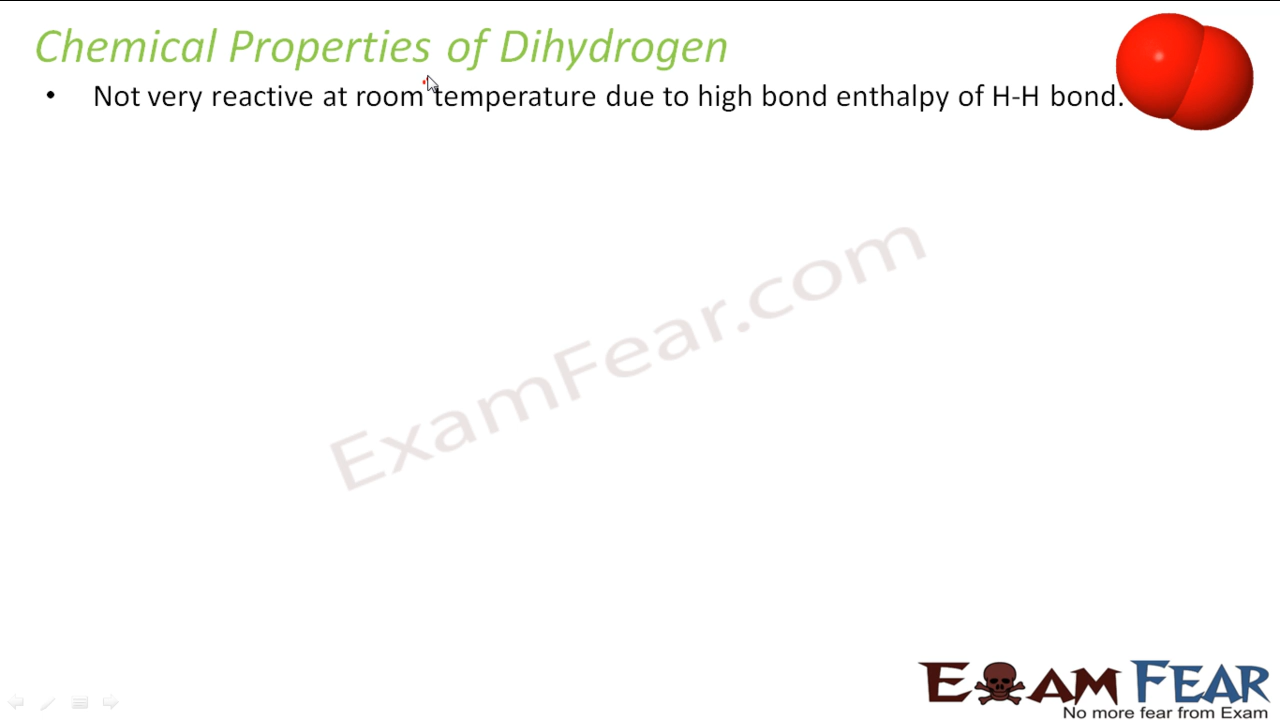 Chemical Properties of Dihydrogen
• Not very reactive at room temperature due to high bond enthalpy of H-H bond.
ExamFear.com
EXAM FEAR
No more fear from Exam